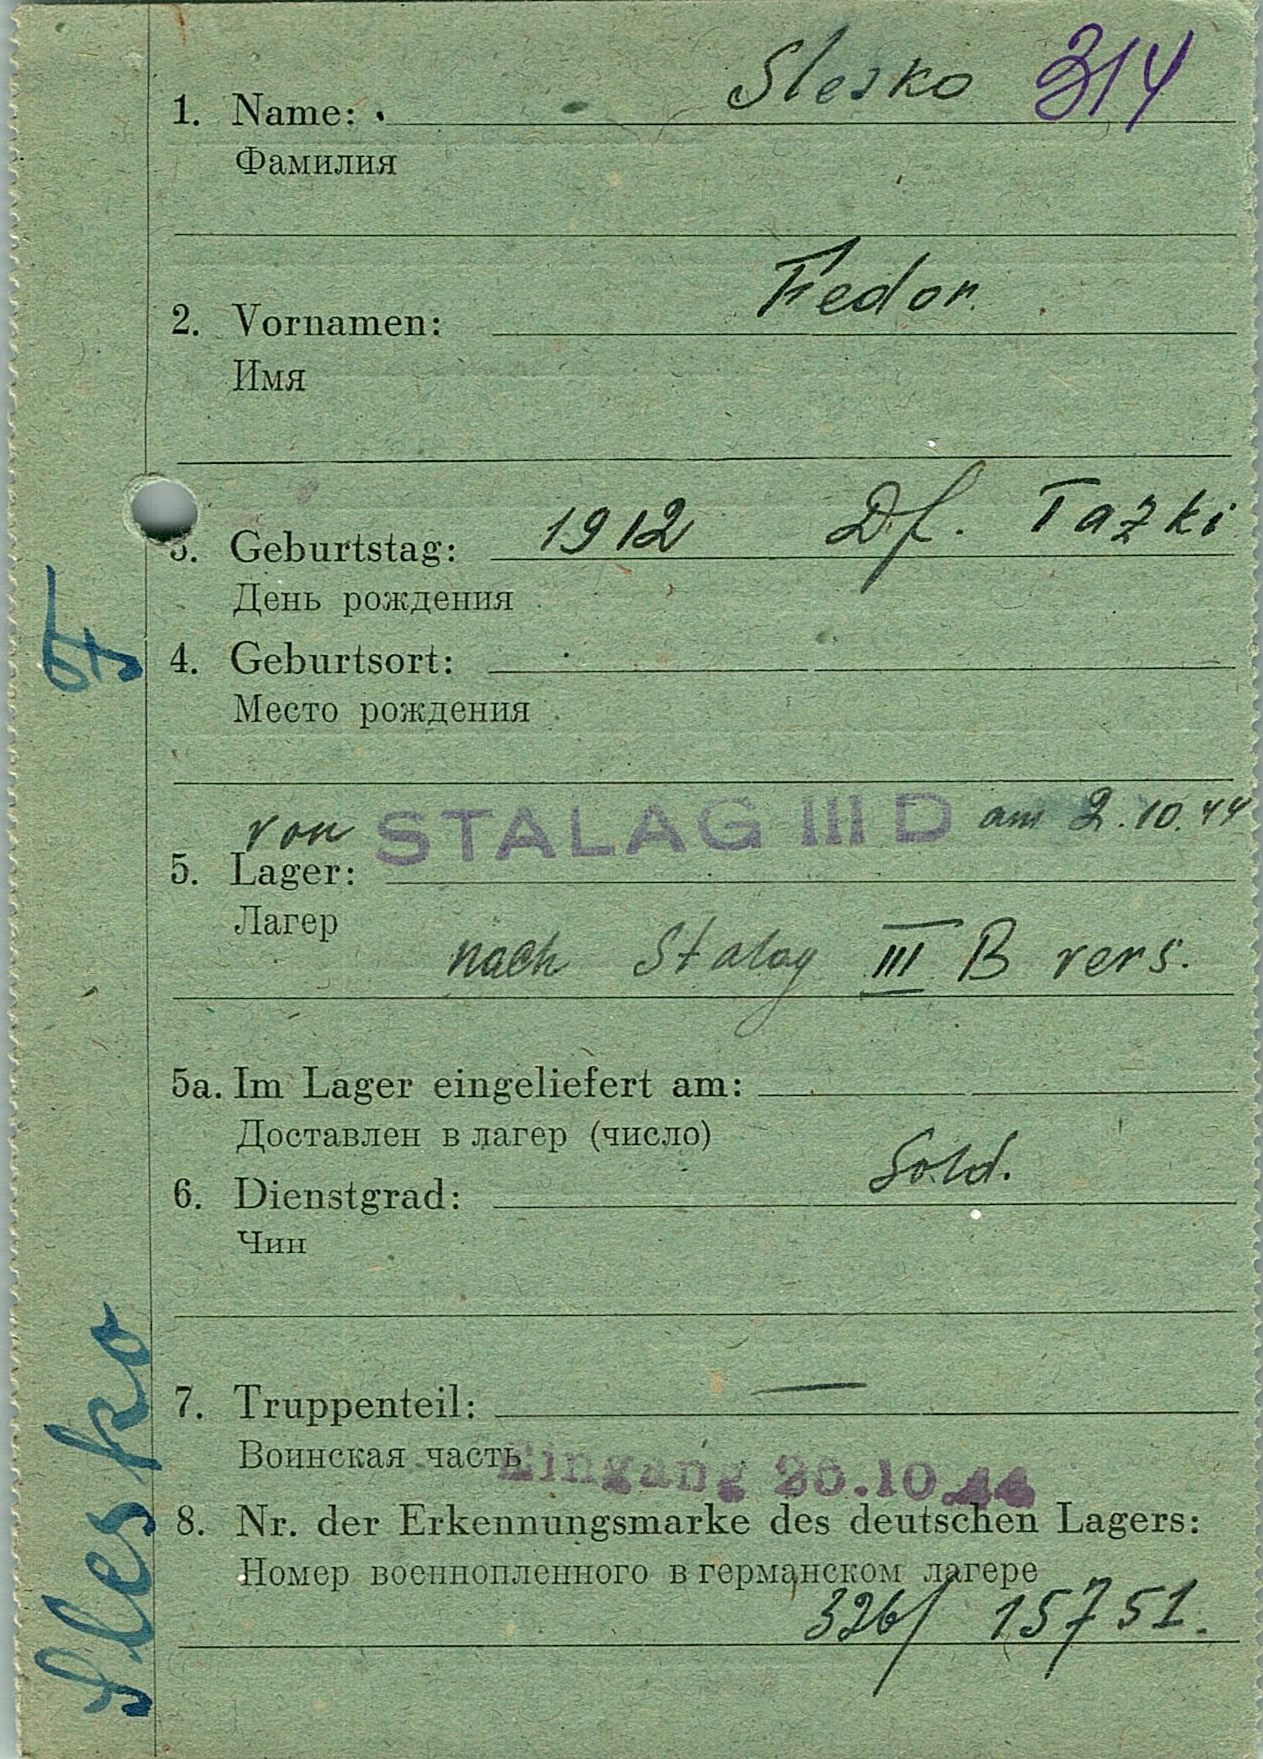 1. Name: Slesko 314
Фамилия
2. Vornamen: Fedor
Имя
3. Geburtstag: 1912 Df. Tazki
День рождения
4. Geburtsort:
Место рождения
von STALAG III D am 2.10.44
5. Lager:
Лагер
nach Stalag III B vers.
5a. Im Lager eingeliefert am:
Доставлен в лагер (число)
6. Dienstgrad: Sold.
Чин
7. Truppenteil: —
Воинская часть
Eingang 26.10.44
8. Nr. der Erkennungsmarke des deutschen Lagers:
Номер военнопленного в германском лагере
326/ 15751.
Slesko F